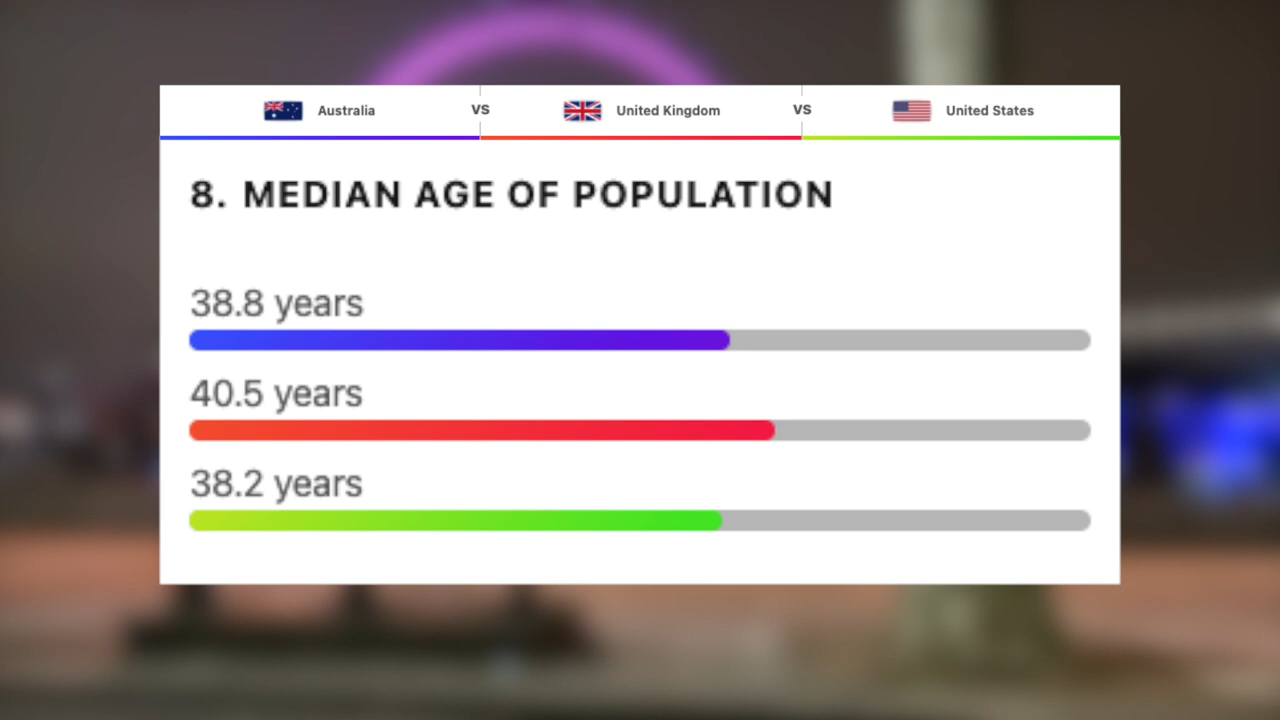 Australia VS United Kingdom VS United States
8. MEDIAN AGE OF POPULATION
38.8 years
40.5 years
38.2 years